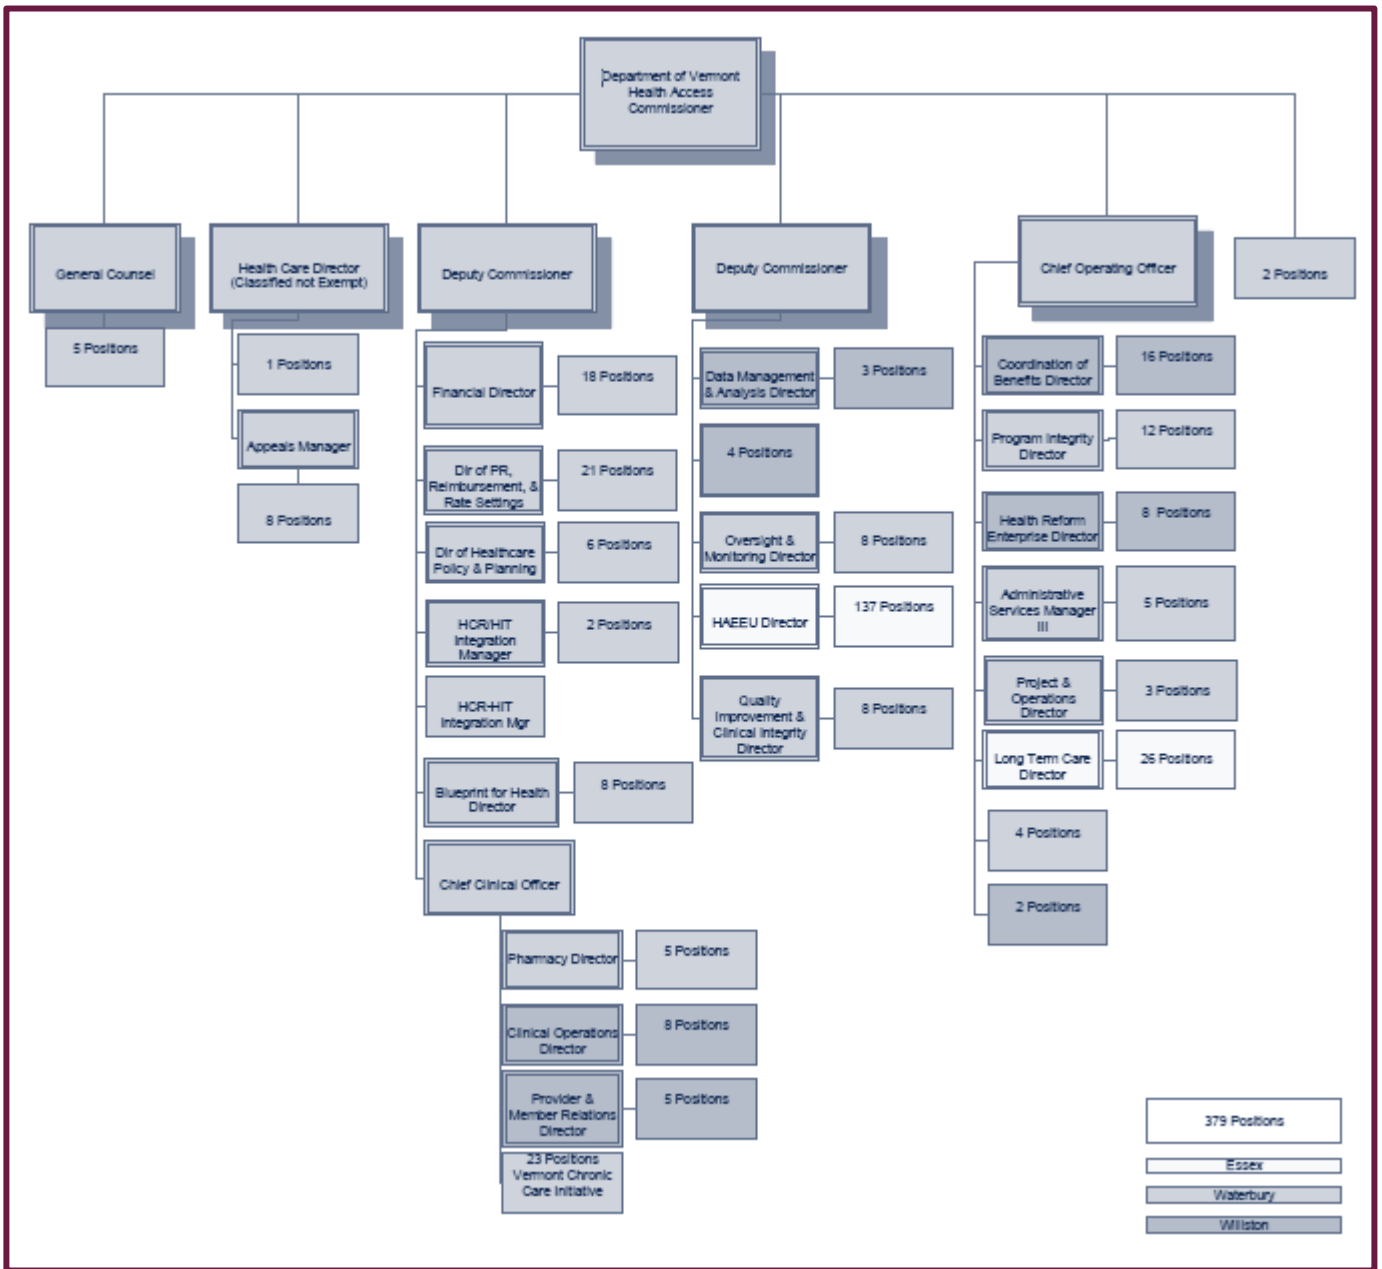 Department of Vermont
Health Access
Commissioner
General Counsel
5 Positions
Health Care Director
(Classified not Exempt)
1 Positions
Appeals Manager
8 Positions
Deputy Commissioner
Financial Director
18 Positions
Dir of PR,
Reimbursement, &
Rate Settings
21 Positions
Dir of Healthcare
Policy & Planning
6 Positions
HCR/HIT
Integration
Manager
2 Positions
HCR+HIT
Integration Mgr
Blueprint for Health
Director
8 Positions
Chief Clinical Officer
Pharmacy Director
5 Positions
Clinical Operations
Director
8 Positions
Provider &
Member Relations
Director
5 Positions
23 Positions
Vermont Chronic
Care Initiative
Deputy Commissioner
Data Management
& Analysis Director
3 Positions
4 Positions
Oversight &
Monitoring Director
8 Positions
HAEEU Director
137 Positions
Quality
Improvement &
Clinical Integrity
Director
8 Positions
Chief Operating Officer
Coordination of
Benefits Director
16 Positions
Program Integrity
Director
12 Positions
Health Reform
Enterprise Director
8 Positions
Administrative
Services Manager
III
5 Positions
Project &
Operations
Director
3 Positions
Long Term Care
Director
26 Positions
4 Positions
2 Positions
2 Positions
379 Positions
Essex
Waterbury
Williston